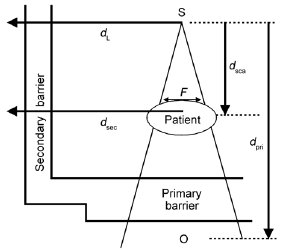 S
d_L
d_sca
Secondary barrier
F
Patient
d_sec
d_pri
Primary
barrier
O